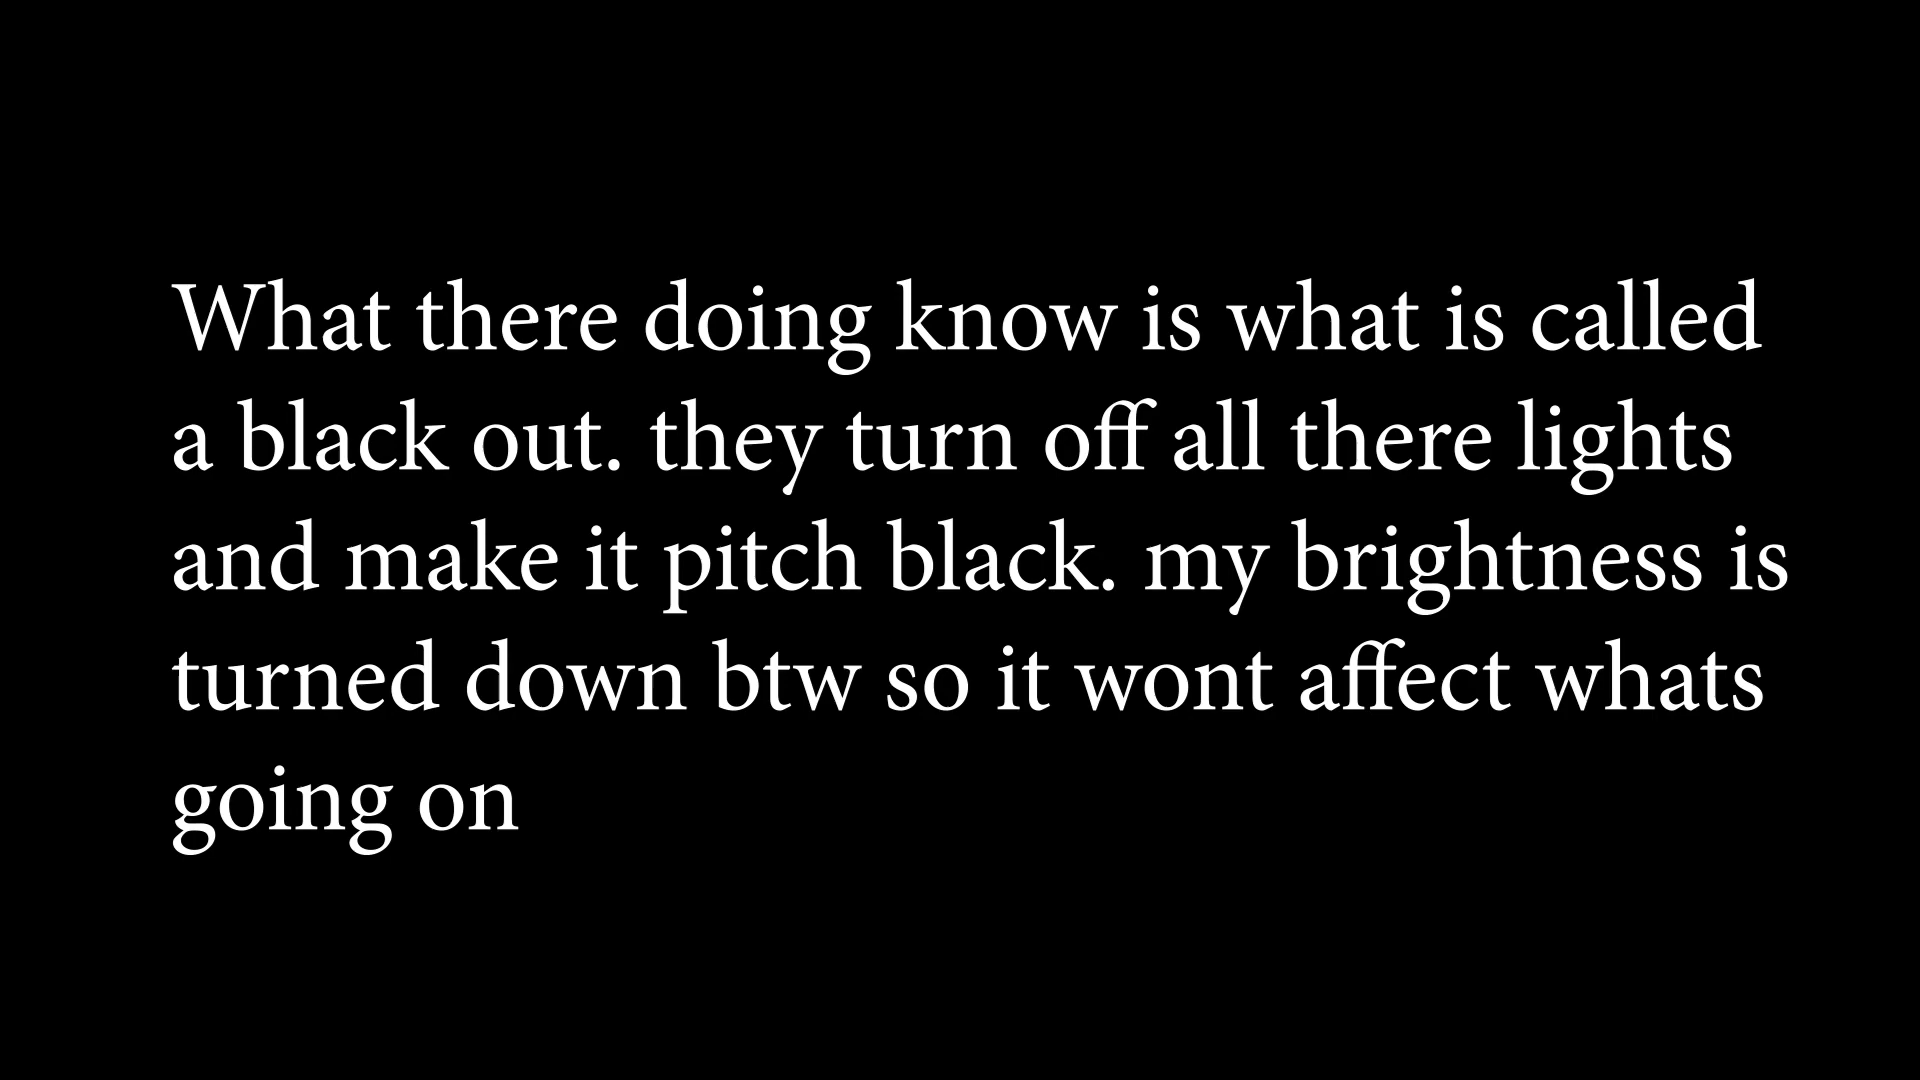 What there doing know is what is called
a black out. they turn off all there lights
and make it pitch black. my brightness is
turned down btw so it wont affect whats
going on